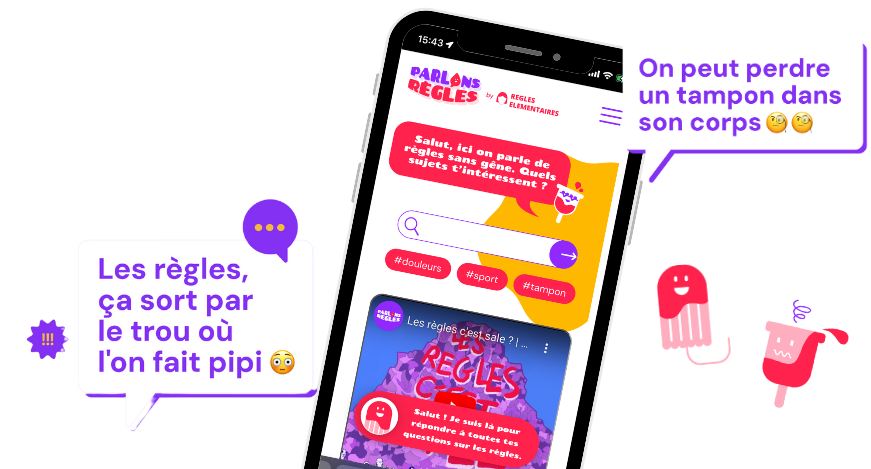 15:43
PARLONS
RÈGLES
by REGLES
ELEMENTAIRES
Salut, ici on parle de
règles sans gêne. Quels
sujets t'intéressent ?
#douleurs
#sport
#tampon
PARLONS
RÈGLES
Les règles c'est sale ? | ...
LES
RÈGLES
C'EST
Salut ! Je suis là pour
répondre à toutes tes
questions sur les règles.
On peut perdre
un tampon dans
son corps 🧐🧐
Les règles,
ça sort par
le trou où
l'on fait pipi 😳
!!!